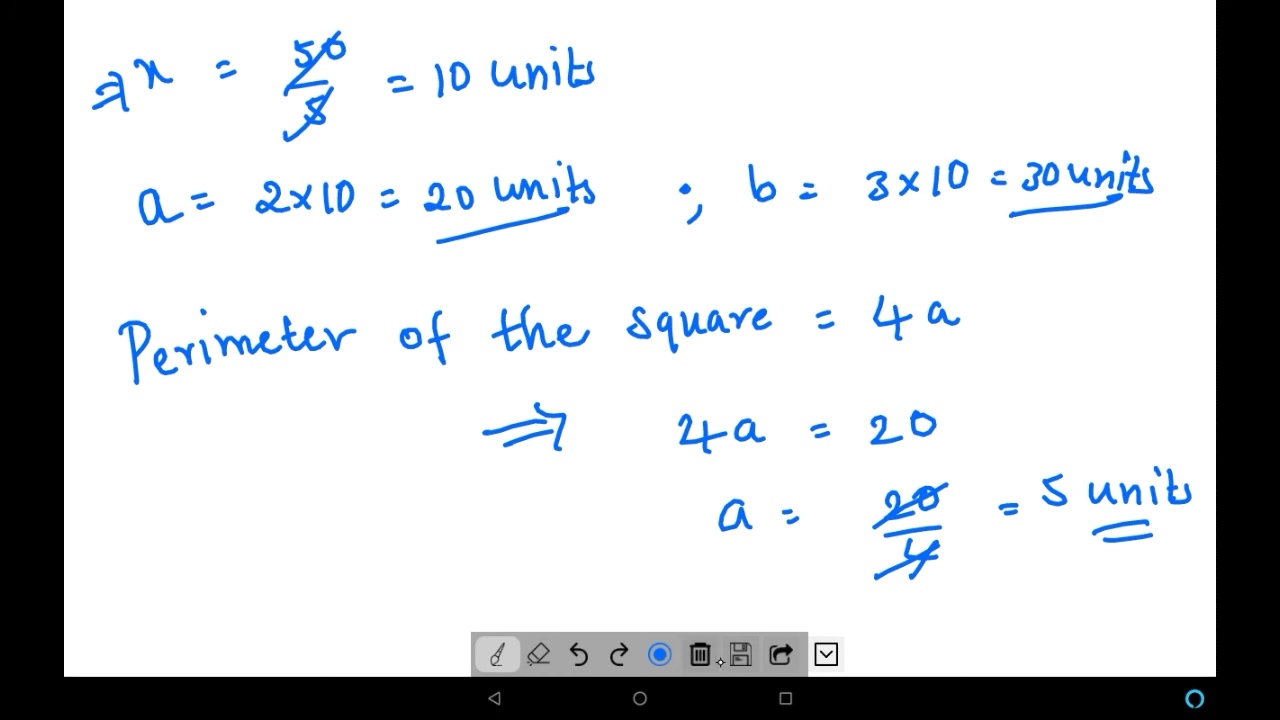 ⇒ x = 50/5 = 10 units
a = 2×10 = 20 units ; b = 3×10 = 30 units
Perimeter of the square = 4a
⇒ 4a = 20
a = 20/4 = 5 units